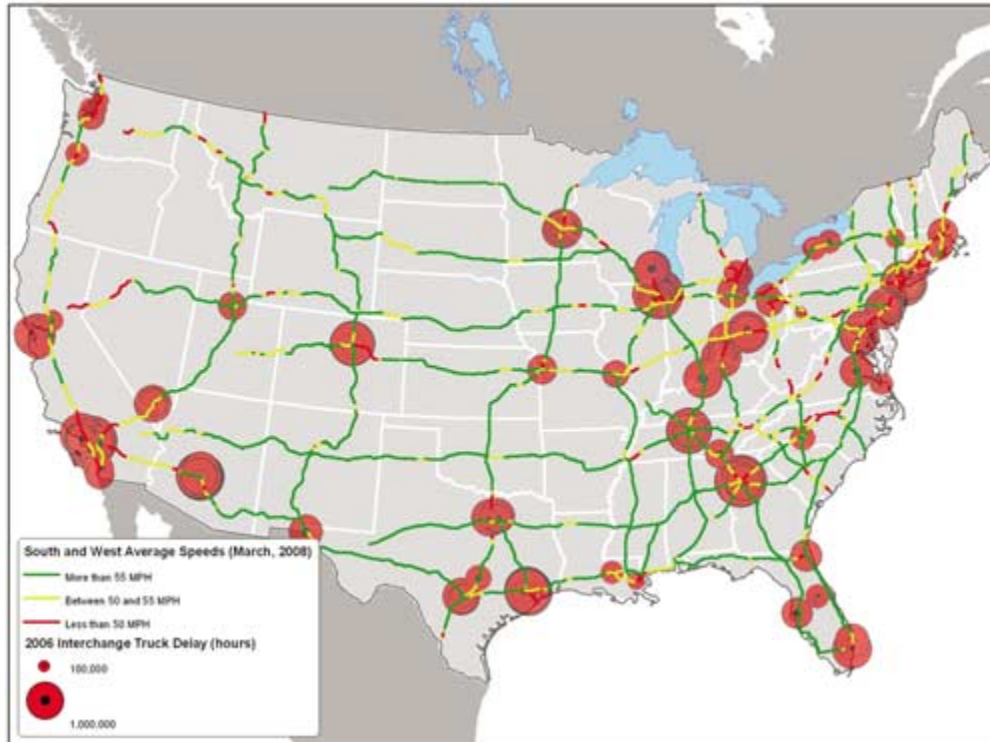 South and West Average Speeds (March, 2008)
More than 55 MPH
Between 50 and 55 MPH
Less than 50 MPH
2006 Interchange Truck Delay (hours)
100,000
1,000,000